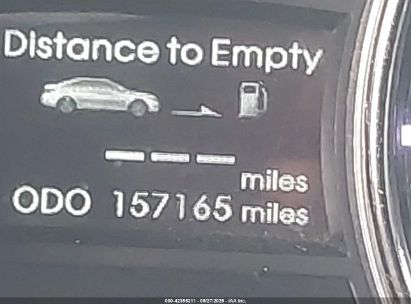 Distance to Empty
--- miles
ODO 157165 miles